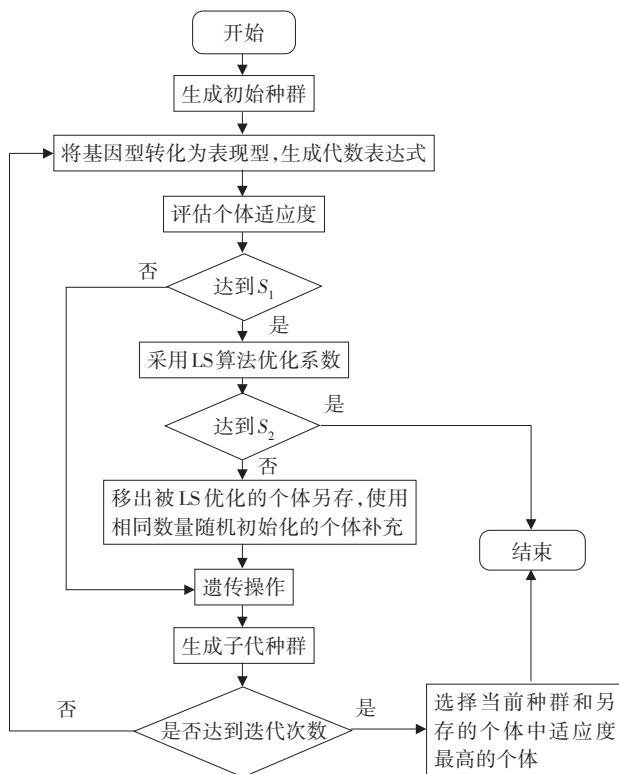 开始
生成初始种群
将基因型转化为表现型,生成代数表达式
评估个体适应度
否
达到S₁
是
采用LS算法优化系数
达到S₂
是
否
移出被LS优化的个体另存,使用
相同数量随机初始化的个体补充
结束
遗传操作
生成子代种群
否
是否达到迭代次数
是
选择当前种群和另
存的个体中适应度
最高的个体